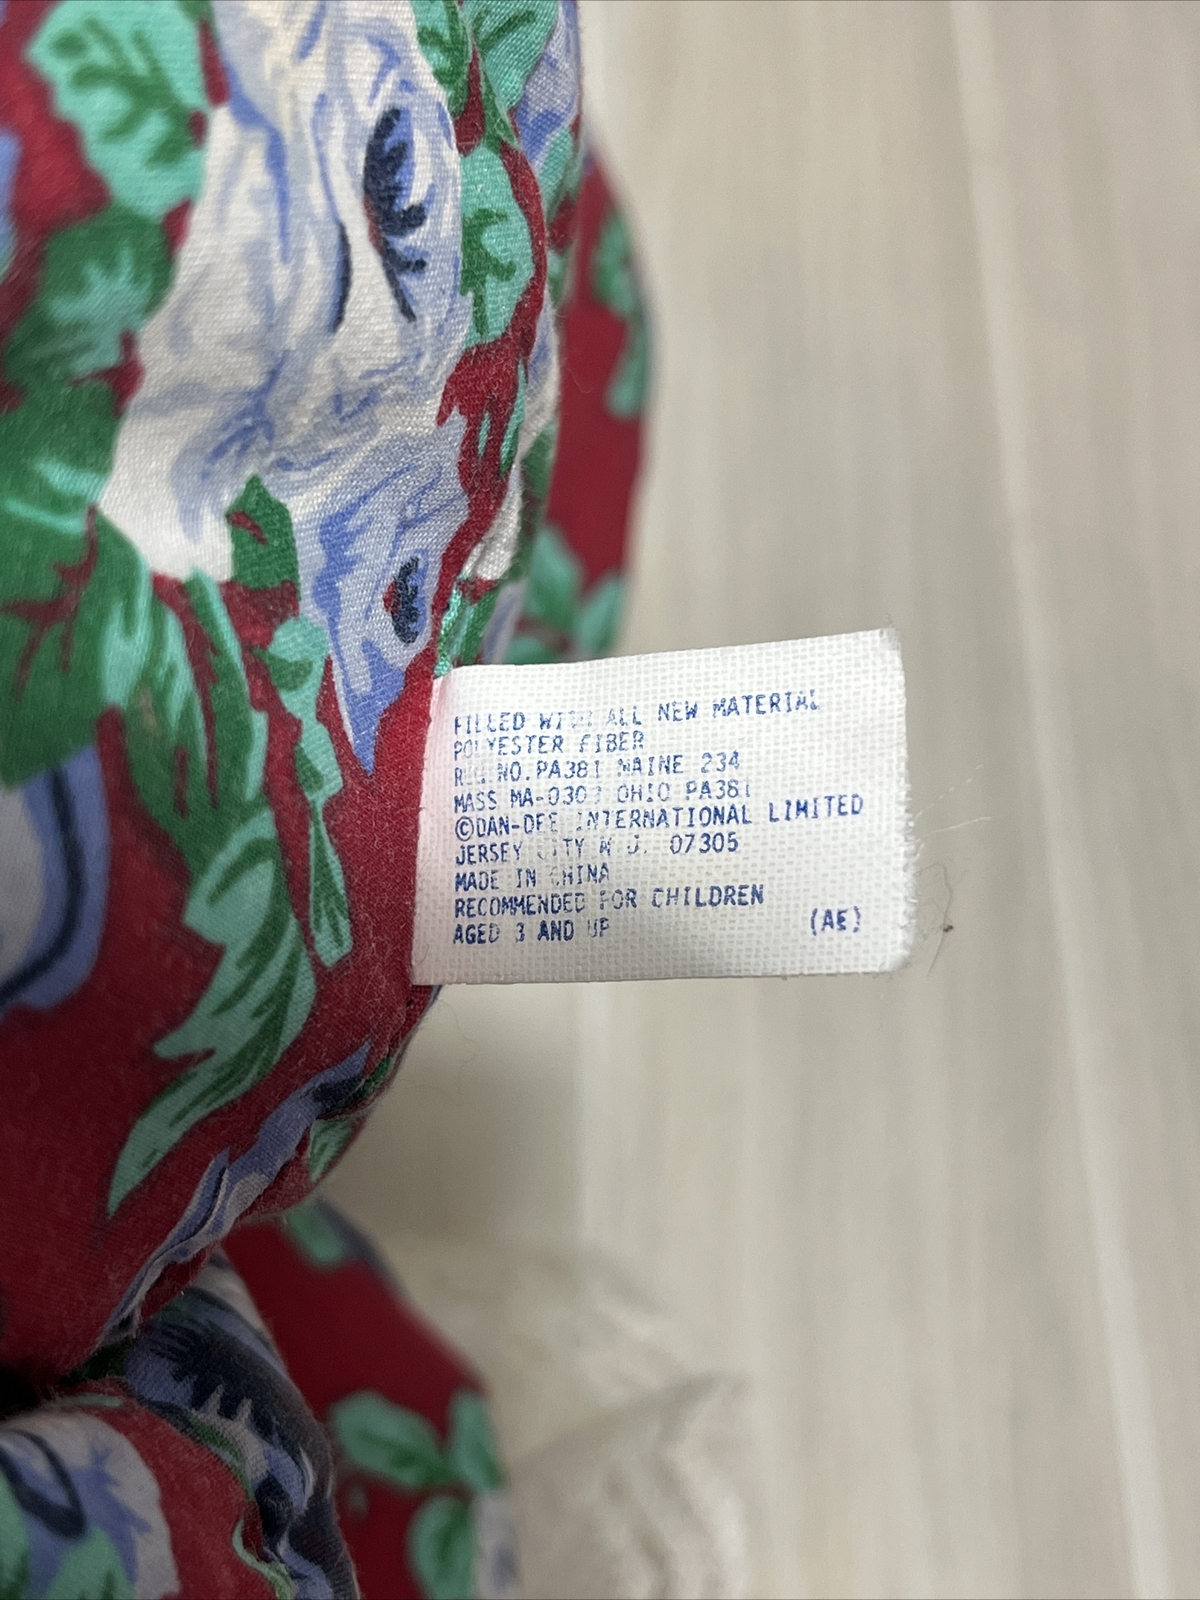 FILLED WITH ALL NEW MATERIAL
POLYESTER FIBER
REG.NO.PA381 MAINE 234
MASS MA-0303 OHIO PA381
©DAN-DEE INTERNATIONAL LIMITED
JERSEY CITY N.J. 07305
MADE IN CHINA
RECOMMENDED FOR CHILDREN
AGED 3 AND UP (AE)